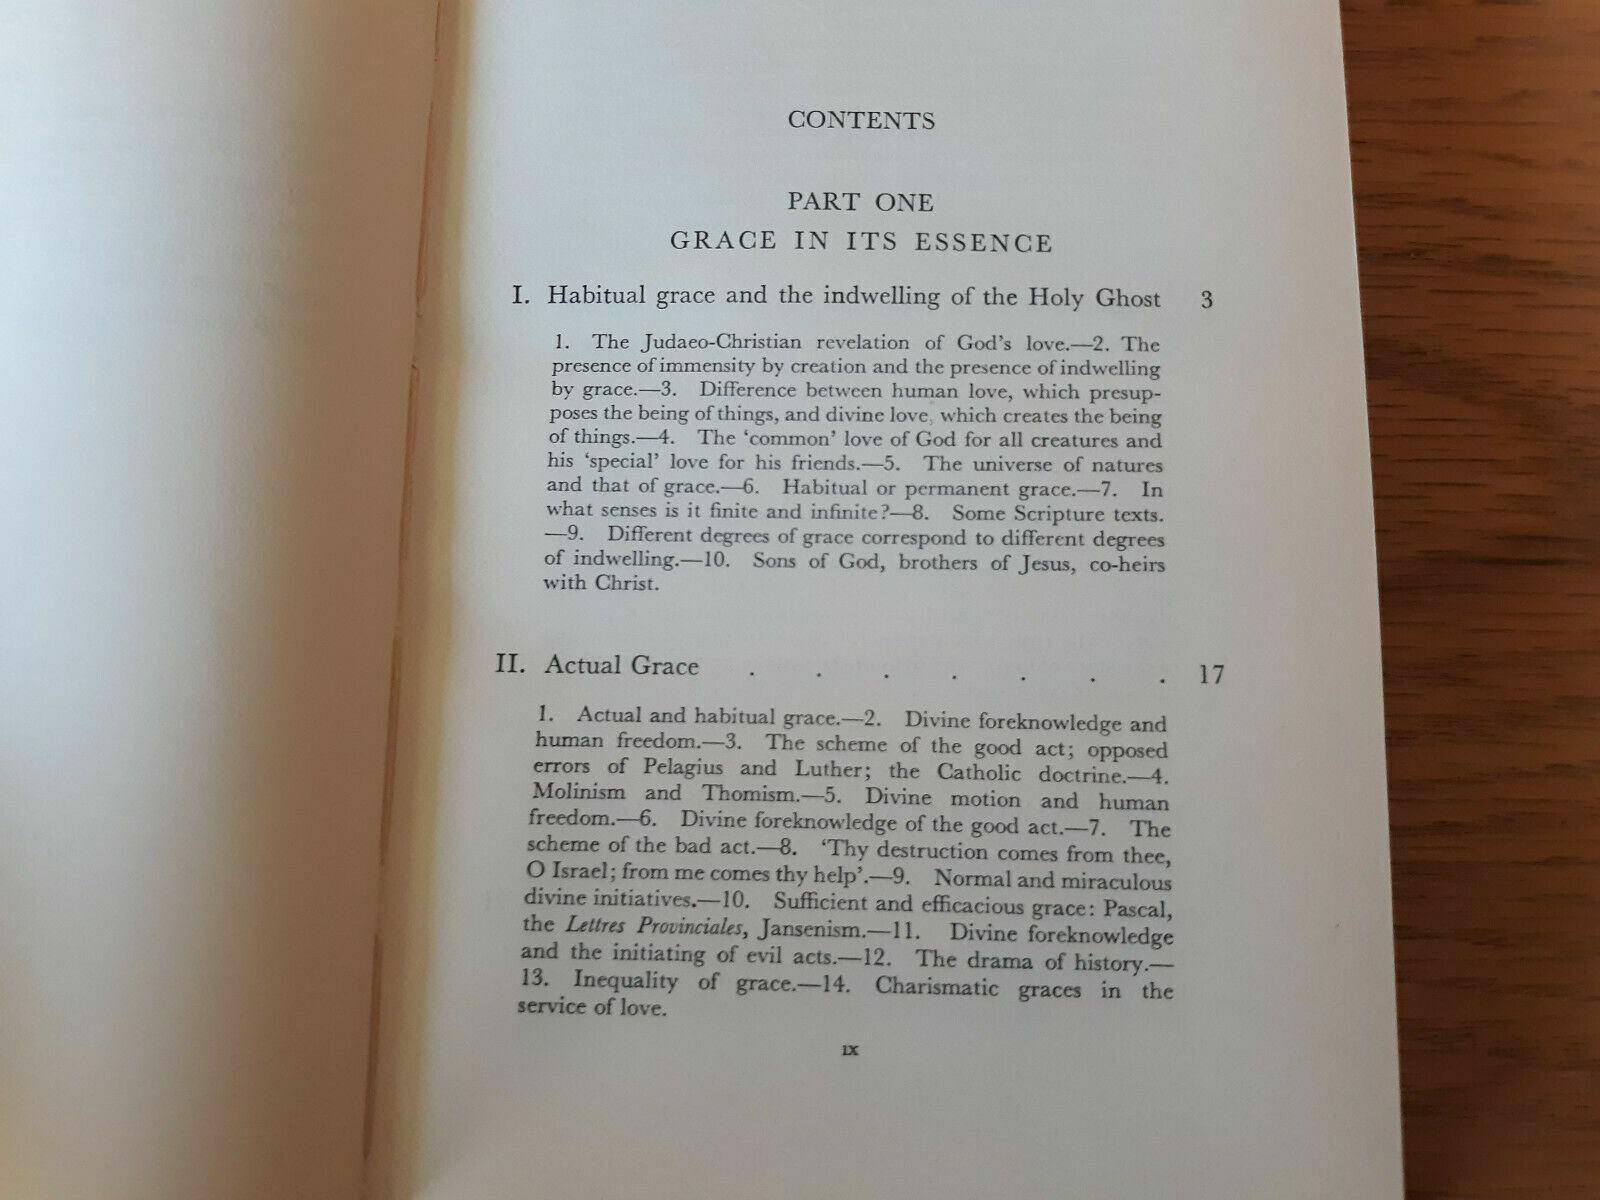 CONTENTS
PART ONE
GRACE IN ITS ESSENCE
I. Habitual grace and the indwelling of the Holy Ghost 3
1. The Judaeo-Christian revelation of God's love.—2. The
presence of immensity by creation and the presence of indwelling
by grace.—3. Difference between human love, which presup-
poses the being of things, and divine love, which creates the being
of things.—4. The 'common' love of God for all creatures and
his 'special' love for his friends.—5. The universe of natures
and that of grace.—6. Habitual or permanent grace.—7. In
what senses is it finite and infinite?—8. Some Scripture texts.
—9. Different degrees of grace correspond to different degrees
of indwelling.—10. Sons of God, brothers of Jesus, co-heirs
with Christ.
II. Actual Grace . . . . . . . 17
1. Actual and habitual grace.—2. Divine foreknowledge and
human freedom.—3. The scheme of the good act; opposed
errors of Pelagius and Luther; the Catholic doctrine.—4.
Molinism and Thomism.—5. Divine motion and human
freedom.—6. Divine foreknowledge of the good act.—7. The
scheme of the bad act.—8. 'Thy destruction comes from thee,
O Israel; from me comes thy help'.—9. Normal and miraculous
divine initiatives.—10. Sufficient and efficacious grace: Pascal,
the Lettres Provinciales, Jansenism.—11. Divine foreknowledge
and the initiating of evil acts.—12. The drama of history.—
13. Inequality of grace.—14. Charismatic graces in the
service of love.
ix